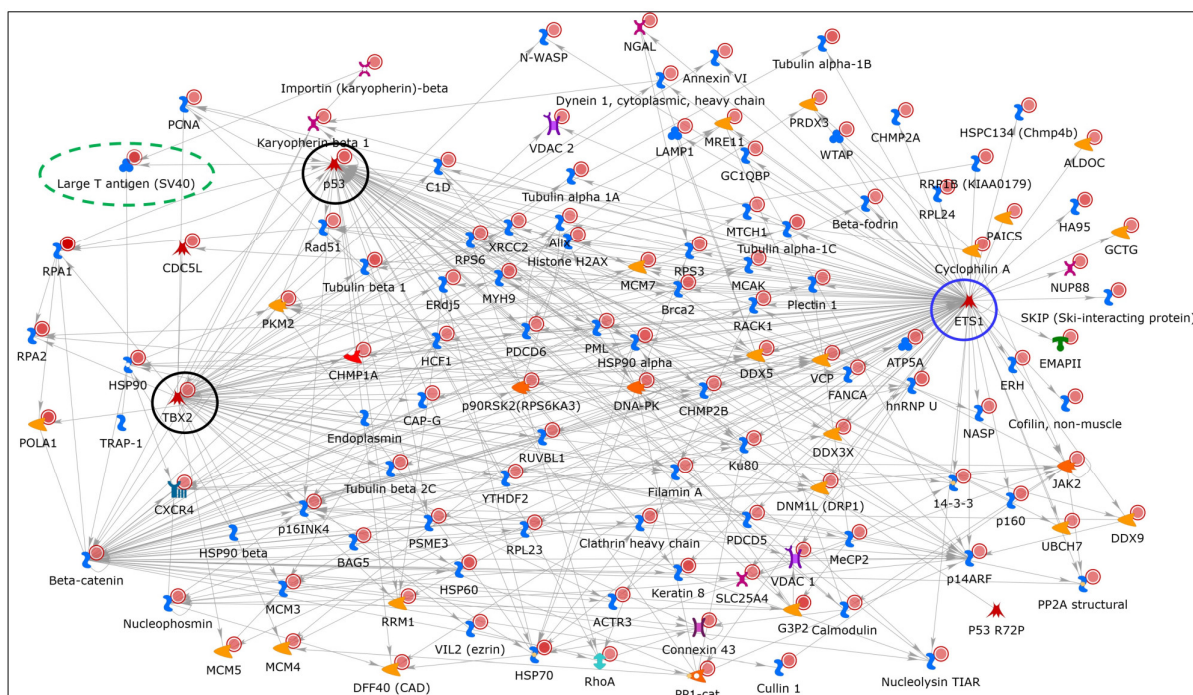 N-WASP
NGAL
Annexin VI
Tubulin alpha-1B
Importin (karyopherin)-beta
Dynein 1, cytoplasmic, heavy chain
PCNA
Karyopherin beta 1
VDAC 2
LAMP1
MRE11
PRDX3
WTAP
CHMP2A
HSPC134 (Chmp4b)
ALDOC
Large T antigen (SV40)
p53
C1D
Tubulin alpha 1A
GC1QBP
RRP1B (KIAA0179)
Beta-fodrin
RPL24
PAICS
HA95
GCTG
RPA1
CDC5L
Rad51
RPS6
XRCC2
Alix
Histone H2AX
MTCH1
Tubulin alpha-1C
Cyclophilin A
NUP88
Tubulin beta 1
ERdj5
MYH9
MCM7
RPS3
Brca2
MCAK
Plectin 1
ETS1
SKIP (Ski-interacting protein)
PKM2
RPA2
HSP90
CHMP1A
HCF1
PDCD6
PML
HSP90 alpha
RACK1
DDX5
VCP
ATP5A
FANCA
hnRNP U
ERH
EMAPII
TBX2
POLA1
TRAP-1
Endoplasmin
CAP-G
p90RSK2(RPS6KA3)
DNA-PK
CHMP2B
NASP
Cofilin, non-muscle
RUVBL1
Ku80
DDX3X
CXCR4
Tubulin beta 2C
YTHDF2
Filamin A
DNM1L (DRP1)
14-3-3
JAK2
p16INK4
HSP90 beta
BAG5
PSME3
RPL23
Clathrin heavy chain
PDCD5
MeCP2
p160
UBCH7
DDX9
Beta-catenin
MCM3
HSP60
Keratin 8
SLC25A4
VDAC 1
p14ARF
PP2A structural
Nucleophosmin
RRM1
ACTR3
G3P2
Calmodulin
P53 R72P
MCM5
MCM4
VIL2 (ezrin)
Connexin 43
DFF40 (CAD)
HSP70
RhoA
PP1-cat
Cullin 1
Nucleolysin TIAR